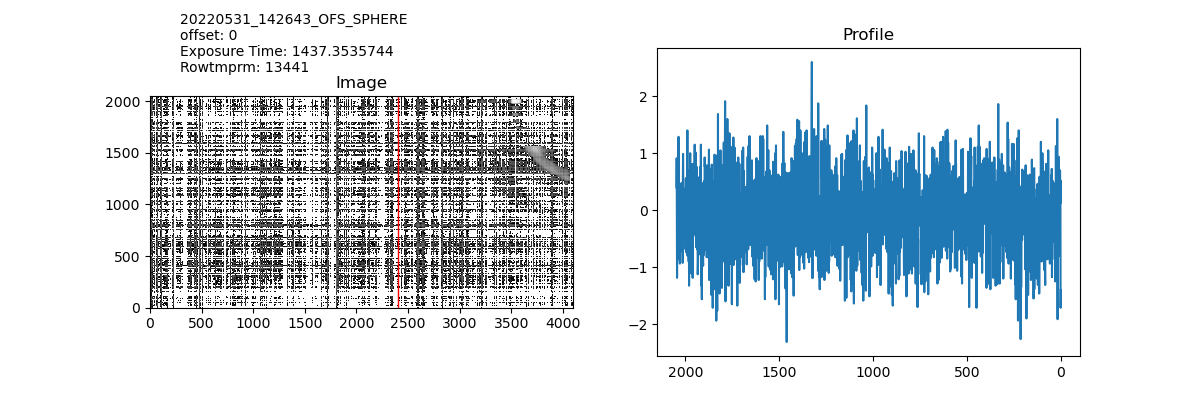 20220531_142643_OFS_SPHERE
offset: 0
Exposure Time: 1437.3535744
Rowtmprm: 13441
Image
2000
1500
1000
500
0
0 500 1000 1500 2000 2500 3000 3500 4000
Profile
2
1
0
−1
−2
2000 1500 1000 500 0